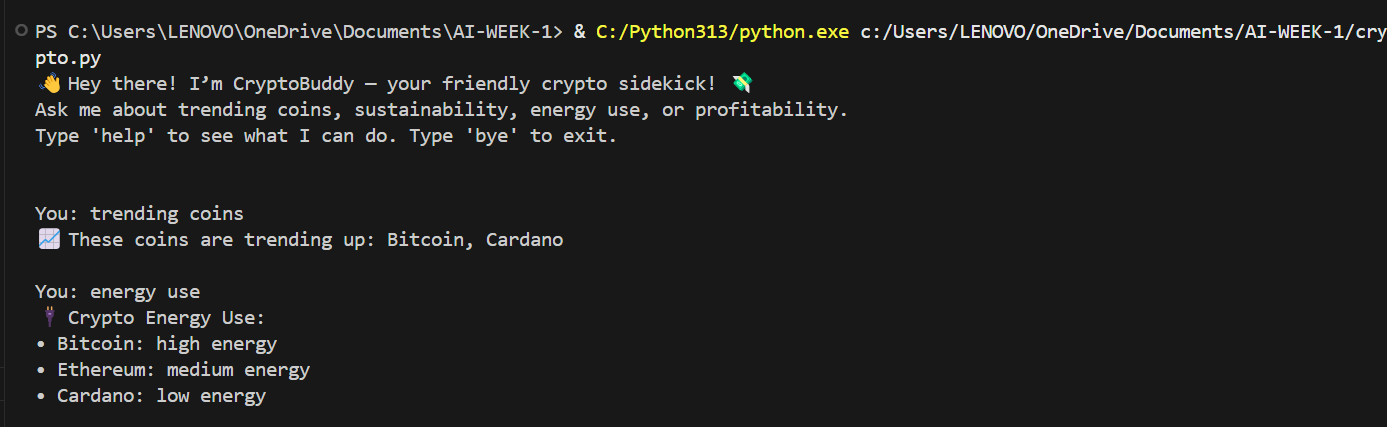 PS C:\Users\LENOVO\OneDrive\Documents\AI-WEEK-1> & C:/Python313/python.exe c:/Users/LENOVO/OneDrive/Documents/AI-WEEK-1/cry
pto.py
👋 Hey there! I’m CryptoBuddy — your friendly crypto sidekick! 💸
Ask me about trending coins, sustainability, energy use, or profitability.
Type 'help' to see what I can do. Type 'bye' to exit.
You: trending coins
📈 These coins are trending up: Bitcoin, Cardano
You: energy use
🔌 Crypto Energy Use:
• Bitcoin: high energy
• Ethereum: medium energy
• Cardano: low energy